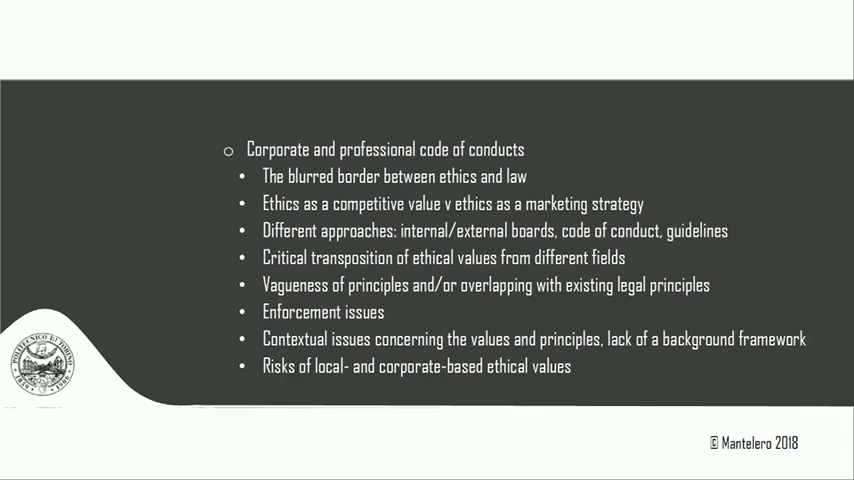 Corporate and professional code of conducts
The blurred border between ethics and law
Ethics as a competitive value v ethics as a marketing strategy
Different approaches: internal/external boards, code of conduct, guidelines
Critical transposition of ethical values from different fields
Vagueness of principles and/or overlapping with existing legal principles
Enforcement issues
Contextual issues concerning the values and principles, lack of a background framework
Risks of local- and corporate-based ethical values
POLITECNICO DI TORINO
© Mantelero 2018